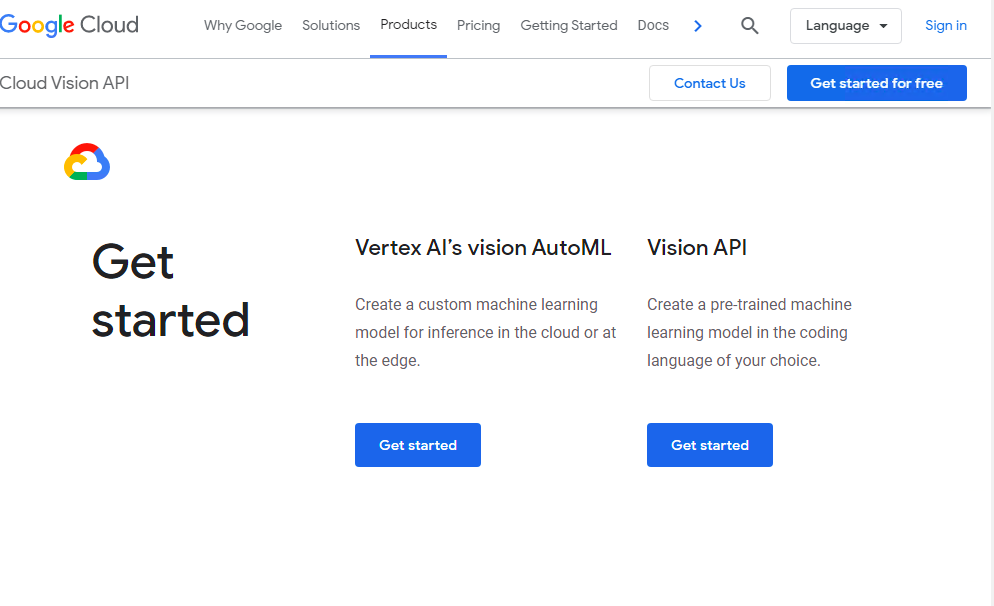 Google Cloud Why Google Solutions Products Pricing Getting Started Docs Language Sign in
Cloud Vision API Contact Us Get started for free
Get
started
Vertex AI’s vision AutoML
Create a custom machine learning
model for inference in the cloud or at
the edge.
Get started
Vision API
Create a pre-trained machine
learning model in the coding
language of your choice.
Get started